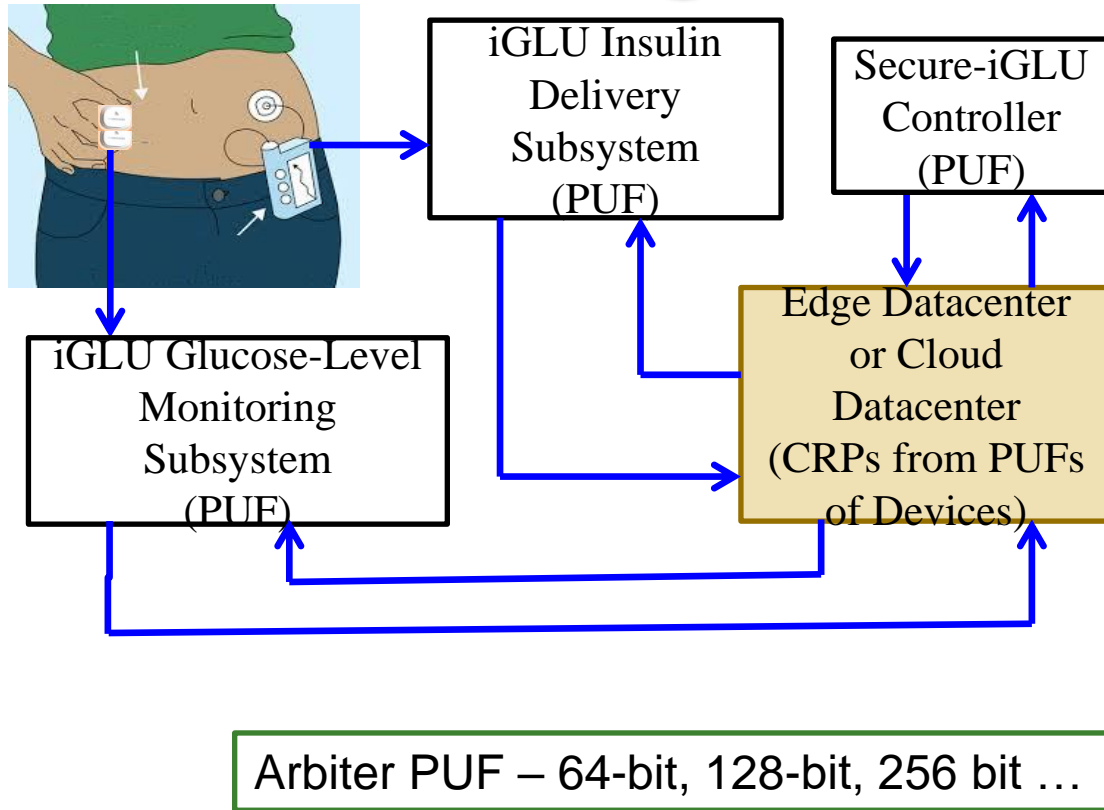 iGLU Insulin
Delivery
Subsystem
(PUF)
Secure-iGLU
Controller
(PUF)
iGLU Glucose-Level
Monitoring
Subsystem
(PUF)
Edge Datacenter
or Cloud
Datacenter
(CRPs from PUFs
of Devices)
Arbiter PUF – 64-bit, 128-bit, 256 bit …